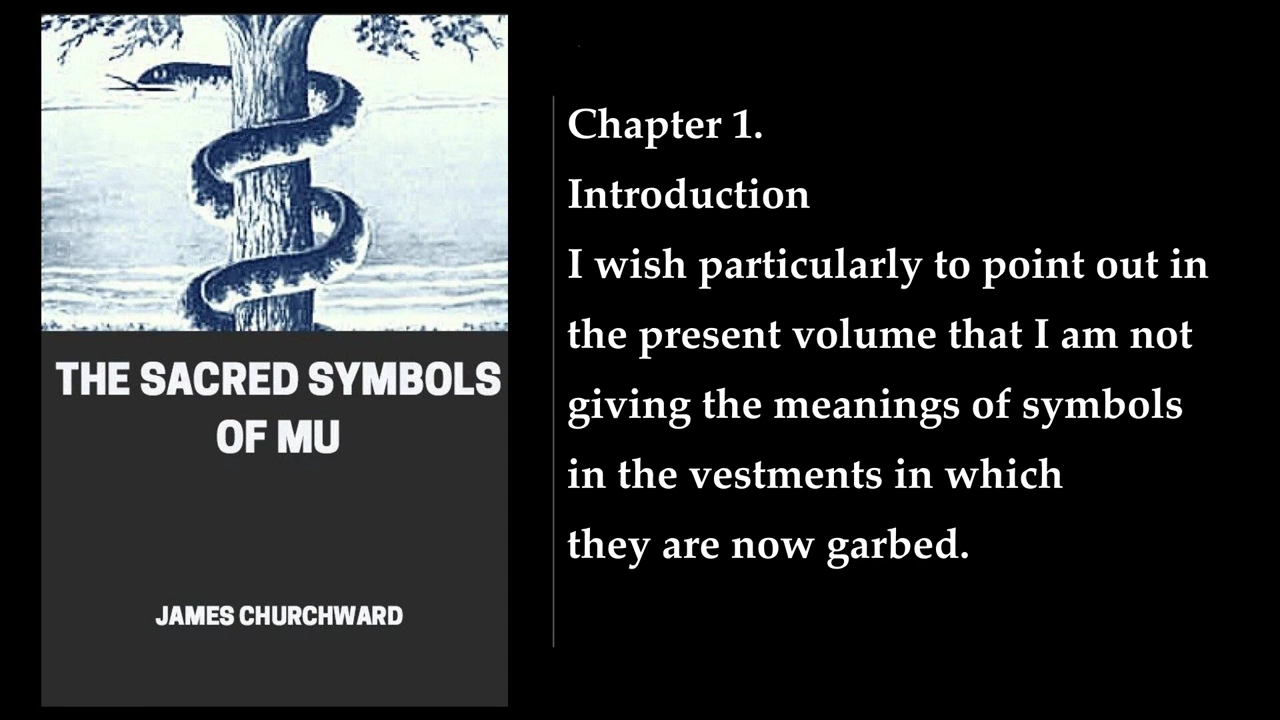 THE SACRED SYMBOLS
OF MU
JAMES CHURCHWARD
Chapter 1.
Introduction
I wish particularly to point out in
the present volume that I am not
giving the meanings of symbols
in the vestments in which
they are now garbed.